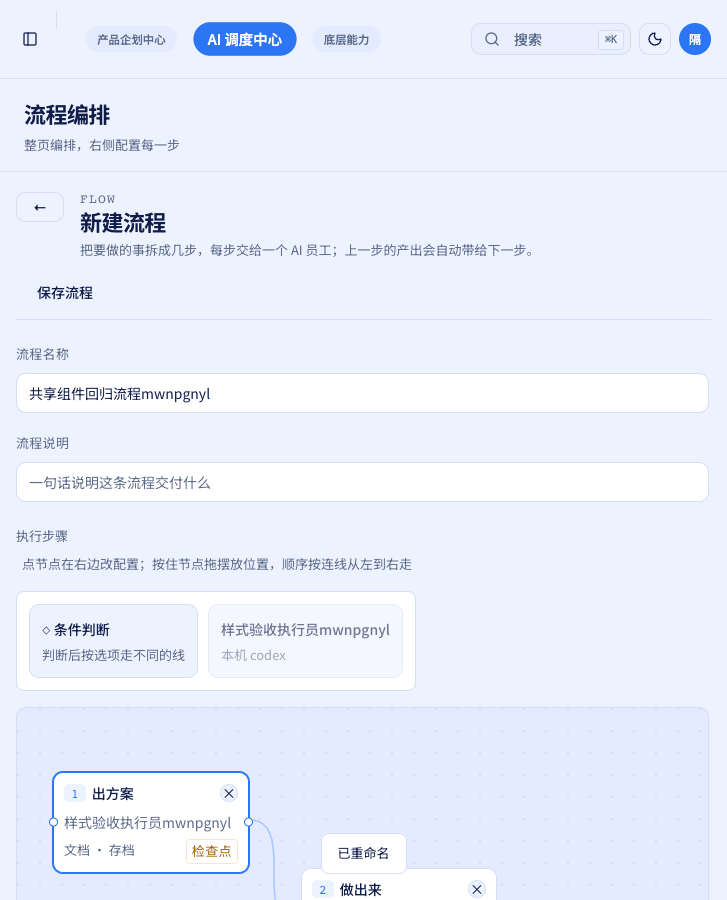 产品企划中心
AI 调度中心
底层能力
搜索
⌘K
隔
流程编排
整页编排，右侧配置每一步
←
FLOW
新建流程
把要做的事拆成几步，每步交给一个 AI 员工；上一步的产出会自动带给下一步。
保存流程
流程名称
共享组件回归流程mwnpgnyl
流程说明
一句话说明这条流程交付什么
执行步骤
点节点在右边改配置；按住节点拖摆放位置，顺序按连线从左到右走
◇ 条件判断
判断后按选项走不同的线
样式验收执行员mwnpgnyl
本机 codex
1 出方案
样式验收执行员mwnpgnyl
文档 · 存档
检查点
已重命名
2 做出来